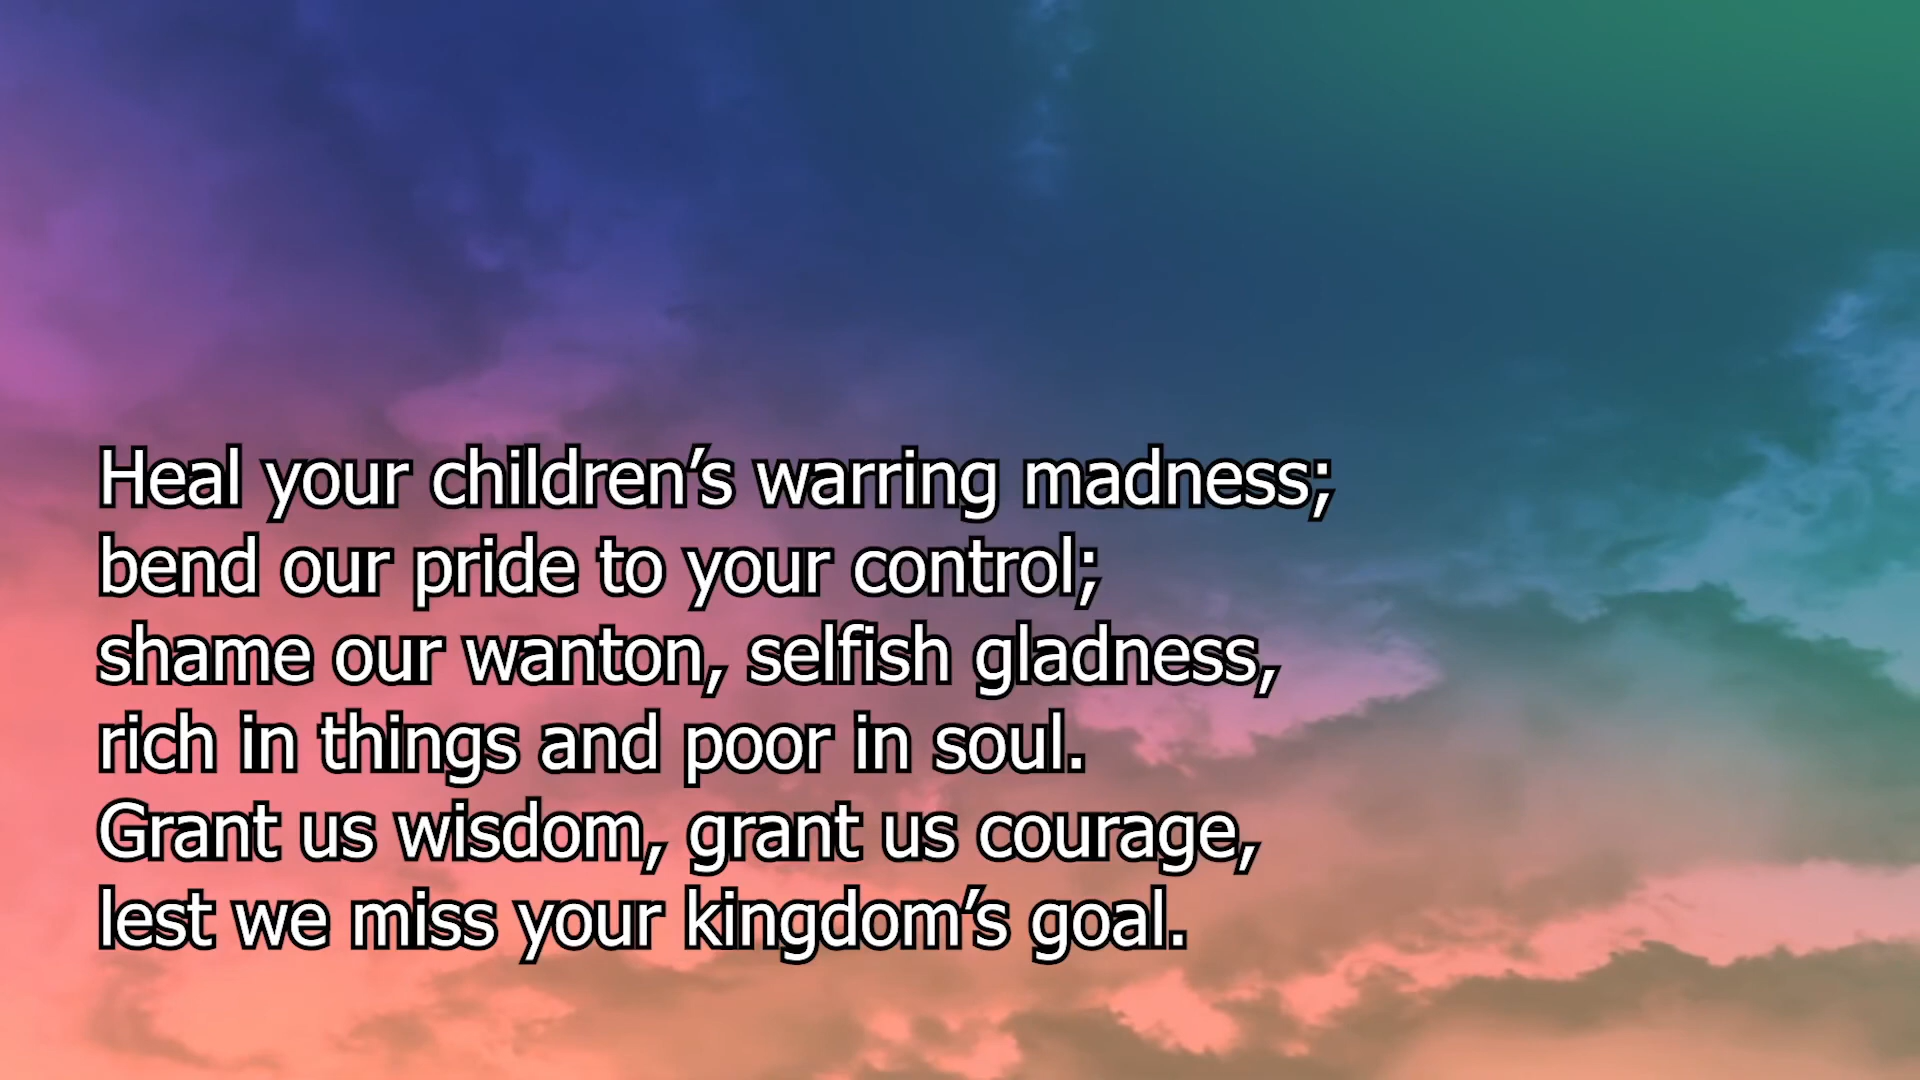 Heal your children’s warring madness;
bend our pride to your control;
shame our wanton, selfish gladness,
rich in things and poor in soul.
Grant us wisdom, grant us courage,
lest we miss your kingdom’s goal.